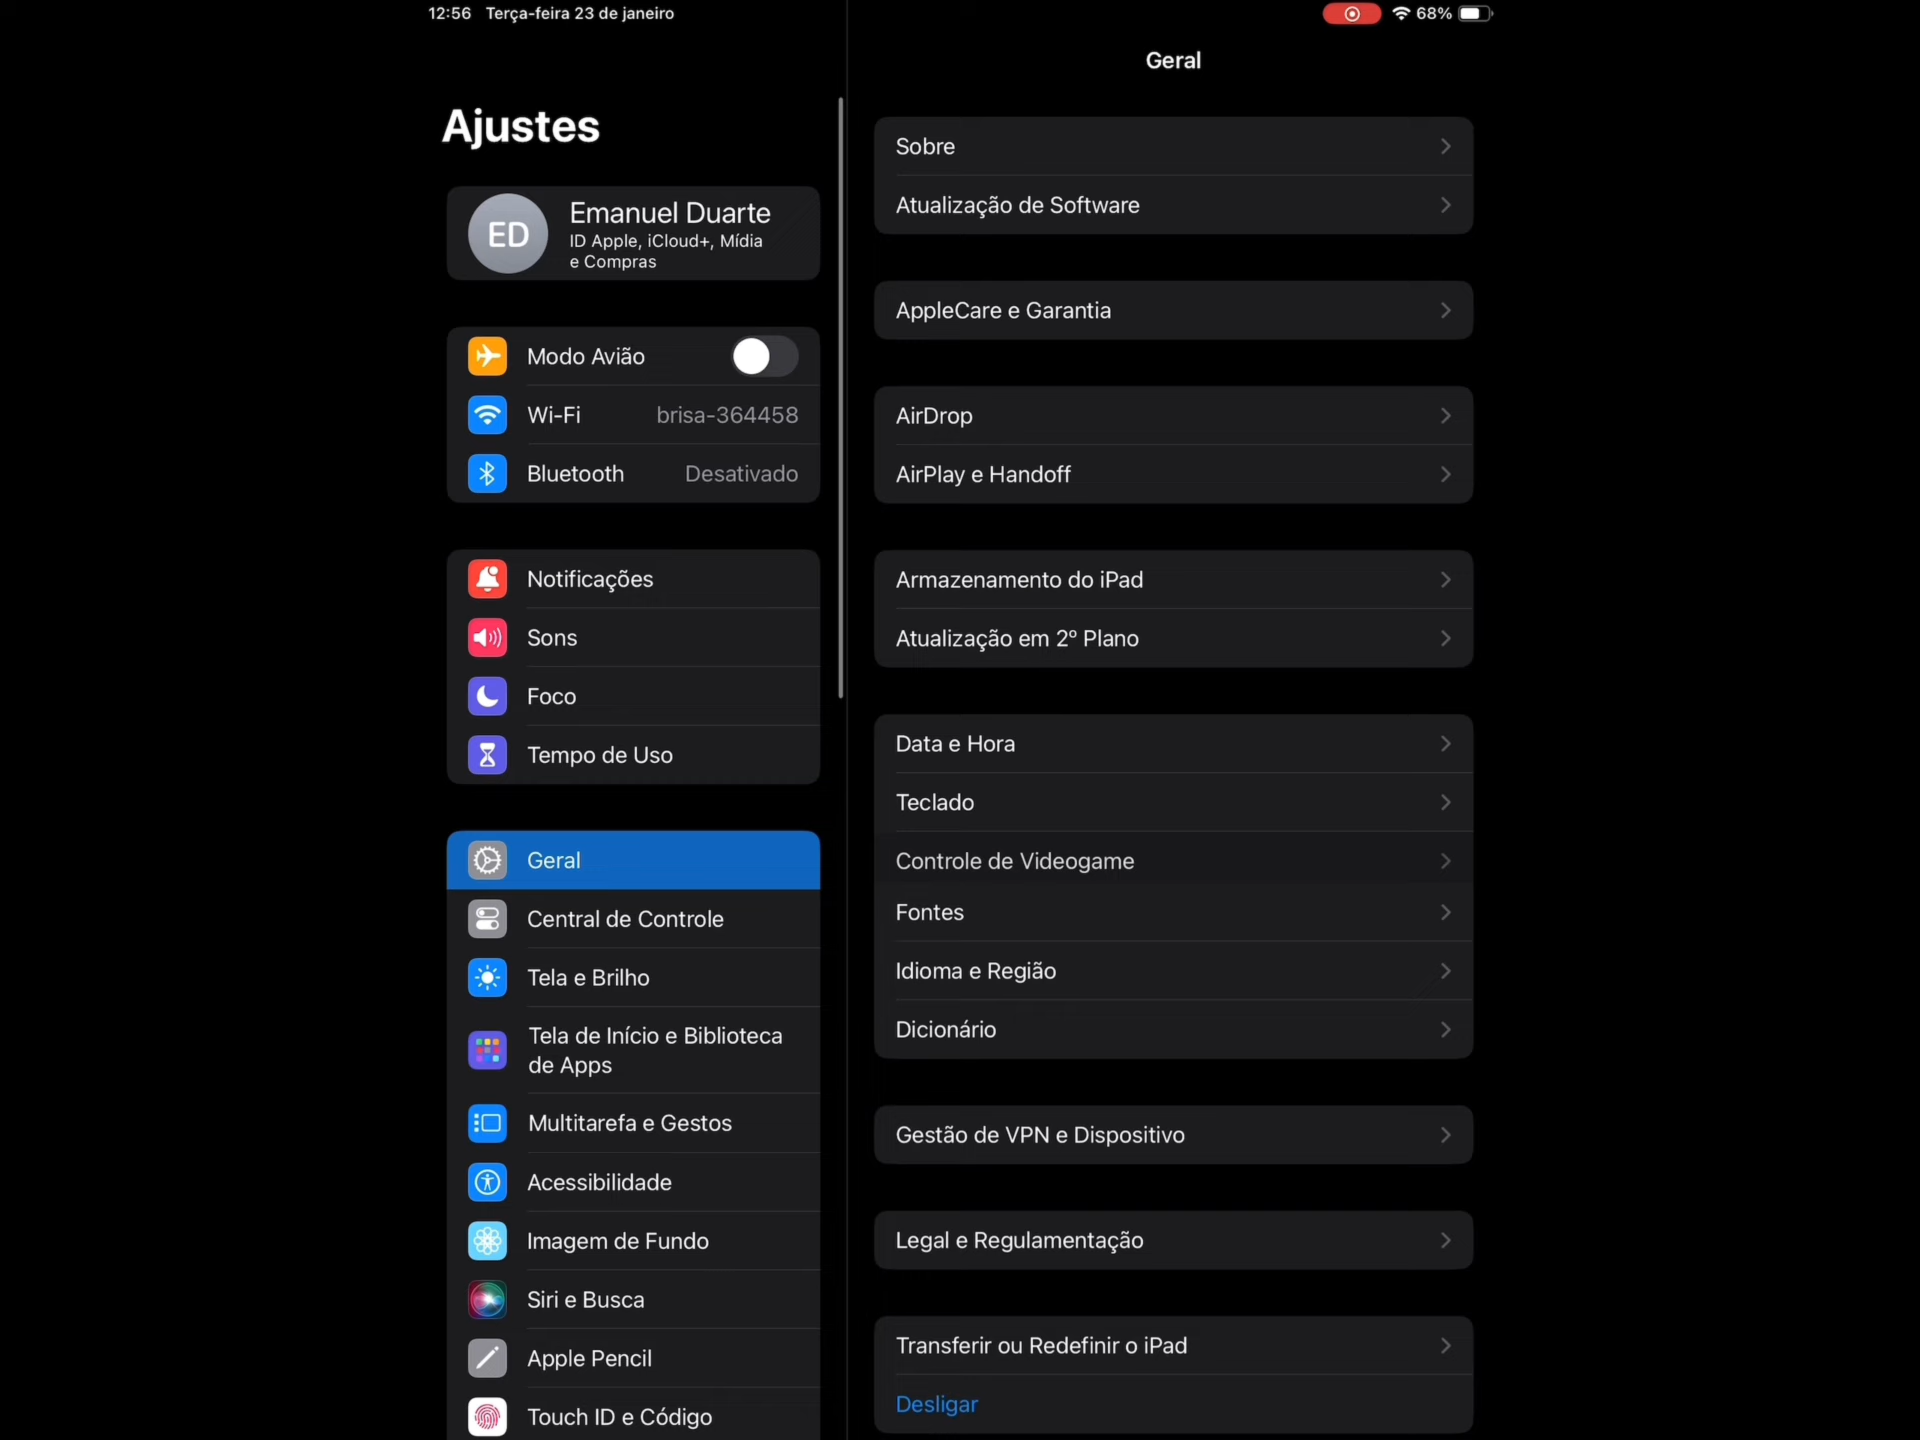 12:56 Terça-feira 23 de janeiro
68%
Ajustes
ED
Emanuel Duarte
ID Apple, iCloud+, Mídia
e Compras
Modo Avião
Wi-Fi brisa-364458
Bluetooth Desativado
Notificações
Sons
Foco
Tempo de Uso
Geral
Central de Controle
Tela e Brilho
Tela de Início e Biblioteca
de Apps
Multitarefa e Gestos
Acessibilidade
Imagem de Fundo
Siri e Busca
Apple Pencil
Touch ID e Código
Geral
Sobre
Atualização de Software
AppleCare e Garantia
AirDrop
AirPlay e Handoff
Armazenamento do iPad
Atualização em 2º Plano
Data e Hora
Teclado
Controle de Videogame
Fontes
Idioma e Região
Dicionário
Gestão de VPN e Dispositivo
Legal e Regulamentação
Transferir ou Redefinir o iPad
Desligar